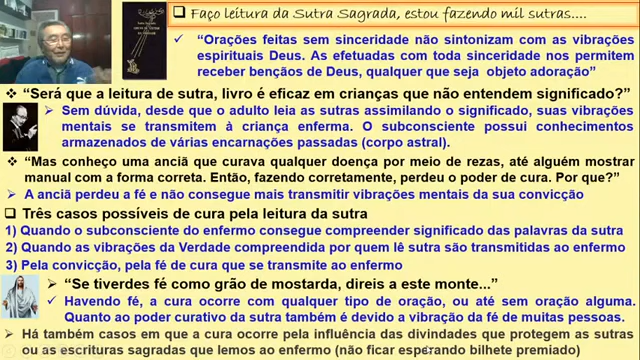 Faço leitura da Sutra Sagrada, estou fazendo mil sutras....
“Orações feitas sem sinceridade não sintonizam com as vibrações
espirituais Deus. As efetuadas com toda sinceridade nos permitem
receber bençãos de Deus, qualquer que seja objeto adoração”
“Será que a leitura de sutra, livro é eficaz em crianças que não entendem significado?”
Sem dúvida, desde que o adulto leia as sutras assimilando o significado, suas vibrações
mentais se transmitem à criança enferma. O subconsciente possui conhecimentos
armazenados de várias encarnações passadas (corpo astral).
“Mas conheço uma anciã que curava qualquer doença por meio de rezas, até alguém mostrar
manual com a forma correta. Então, fazendo corretamente, perdeu o poder de cura. Por que?”
A anciã perdeu a fé e não consegue mais transmitir vibrações mentais da sua convicção
Três casos possíveis de cura pela leitura da sutra
1) Quando o subconsciente do enfermo consegue compreender significado das palavras da sutra
2) Quando as vibrações da Verdade compreendida por quem lê sutra são transmitidas ao enfermo
3) Pela convicção, pela fé de cura que se transmite ao enfermo
“Se tiverdes fé como grão de mostarda, direis a este monte...”
Havendo fé, a cura ocorre com qualquer tipo de oração, ou até sem oração alguma.
Quanto ao poder curativo da sutra também é devido a vibração da fé de muitas pessoas.
Há também casos em que a cura ocorre pela influência das divindades que protegem as sutras
ou as escrituras sagradas que lemos ao enfermo (não ficar esperando bilhete premiado)